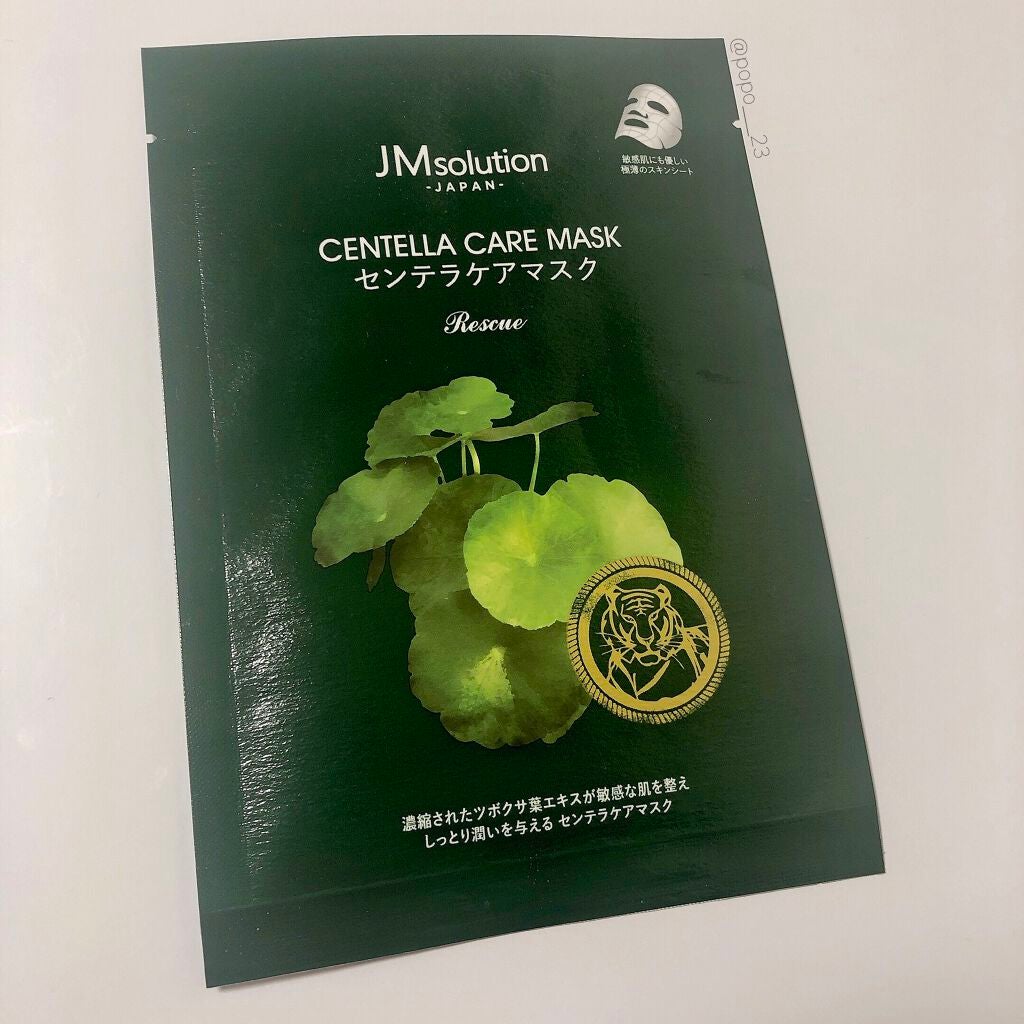 @popo__23
敏感肌にも優しい
極薄のスキンシート
JMsolution
-JAPAN-
CENTELLA CARE MASK
センテラケアマスク
Rescue
濃縮されたツボクサ葉エキスが敏感な肌を整え
しっとり潤いを与える センテラケアマスク